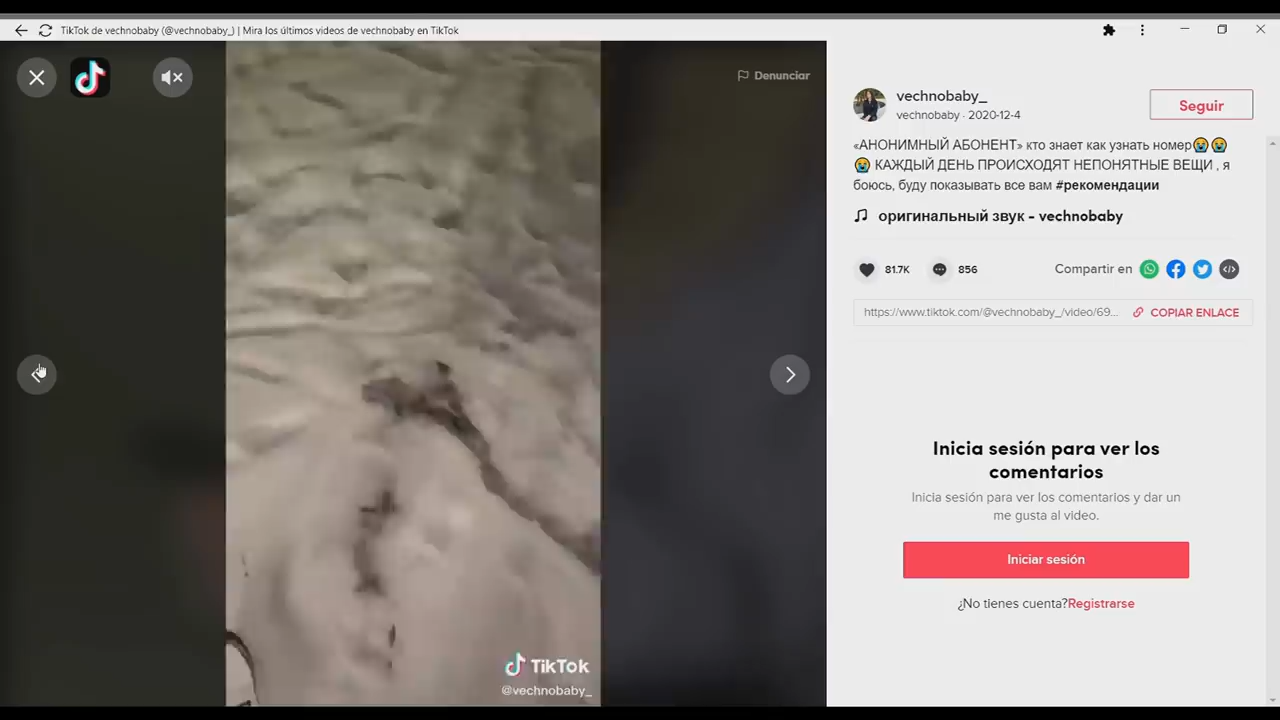 TikTok de vechnobaby (@vechnobaby_) | Mira los últimos videos de vechnobaby en TikTok
Denunciar
vechnobaby_
vechnobaby · 2020-12-4
Seguir
«АНОНИМНЫЙ АБОНЕНТ» кто знает как узнать номер😭😭
😭 КАЖДЫЙ ДЕНЬ ПРОИСХОДЯТ НЕПОНЯТНЫЕ ВЕЩИ , я
боюсь, буду показывать все вам #рекомендации
оригинальный звук - vechnobaby
81.7K
856
Compartir en
https://www.tiktok.com/@vechnobaby_/video/69...
COPIAR ENLACE
Inicia sesión para ver los
comentarios
Inicia sesión para ver los comentarios y dar un
me gusta al video.
Iniciar sesión
¿No tienes cuenta?Registrarse
TikTok
@vechnobaby_